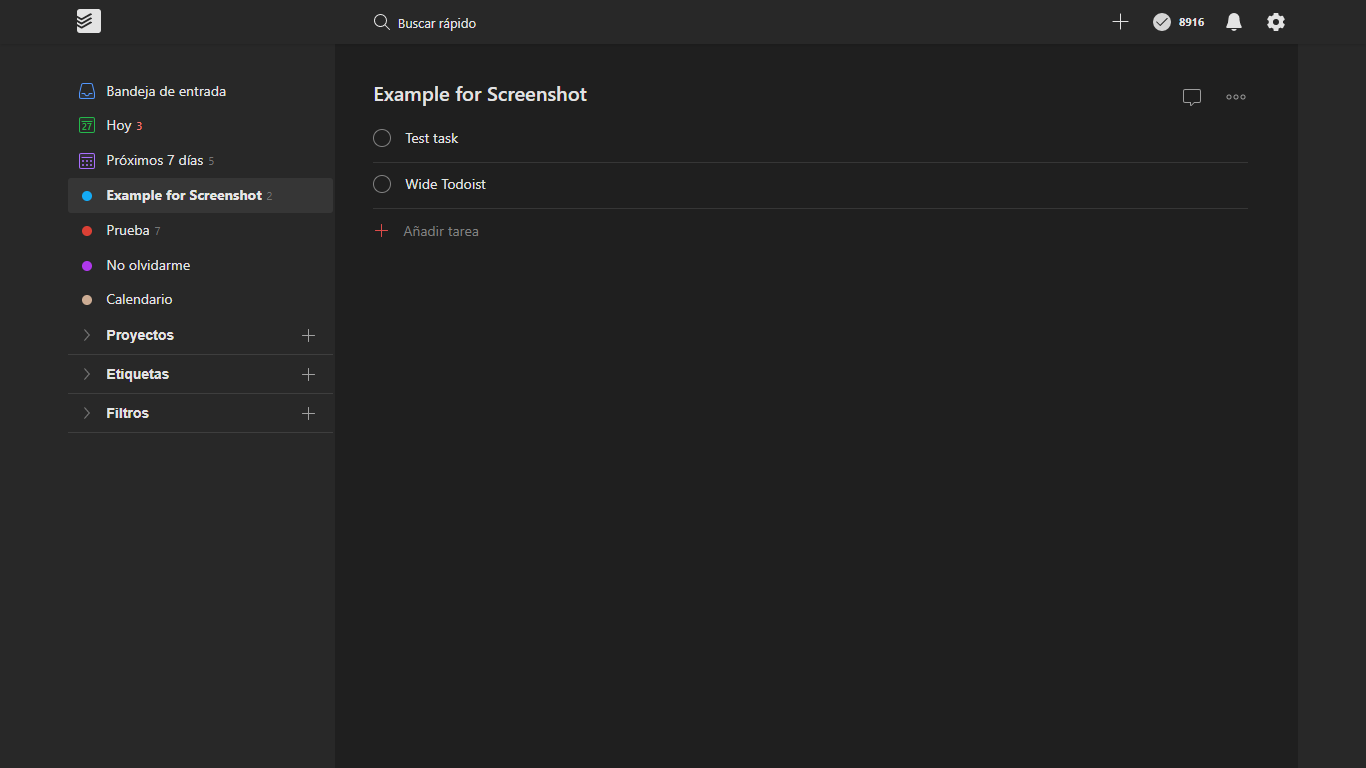 Buscar rápido
8916
Bandeja de entrada
27
Hoy 3
Próximos 7 días 5
Example for Screenshot 2
Prueba 7
No olvidarme
Calendario
Proyectos
Etiquetas
Filtros
Example for Screenshot
Test task
Wide Todoist
Añadir tarea